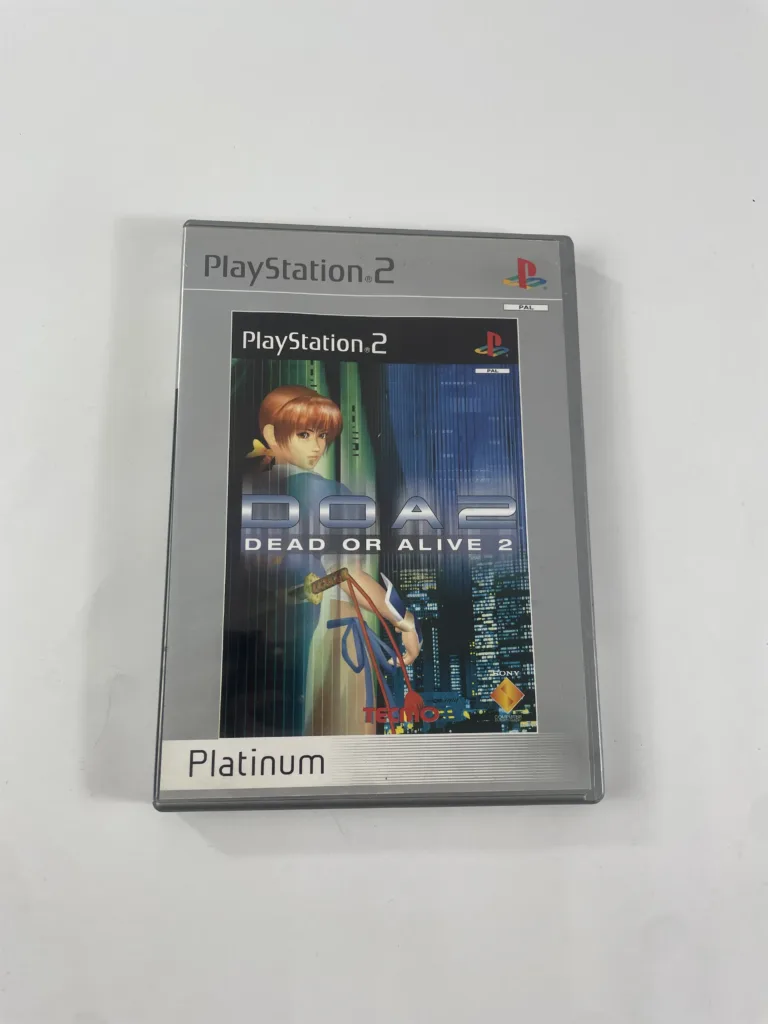 PlayStation®2
PAL
PlayStation®2
PAL
DOA2
DEAD OR ALIVE 2
SONY
TECMO
Platinum